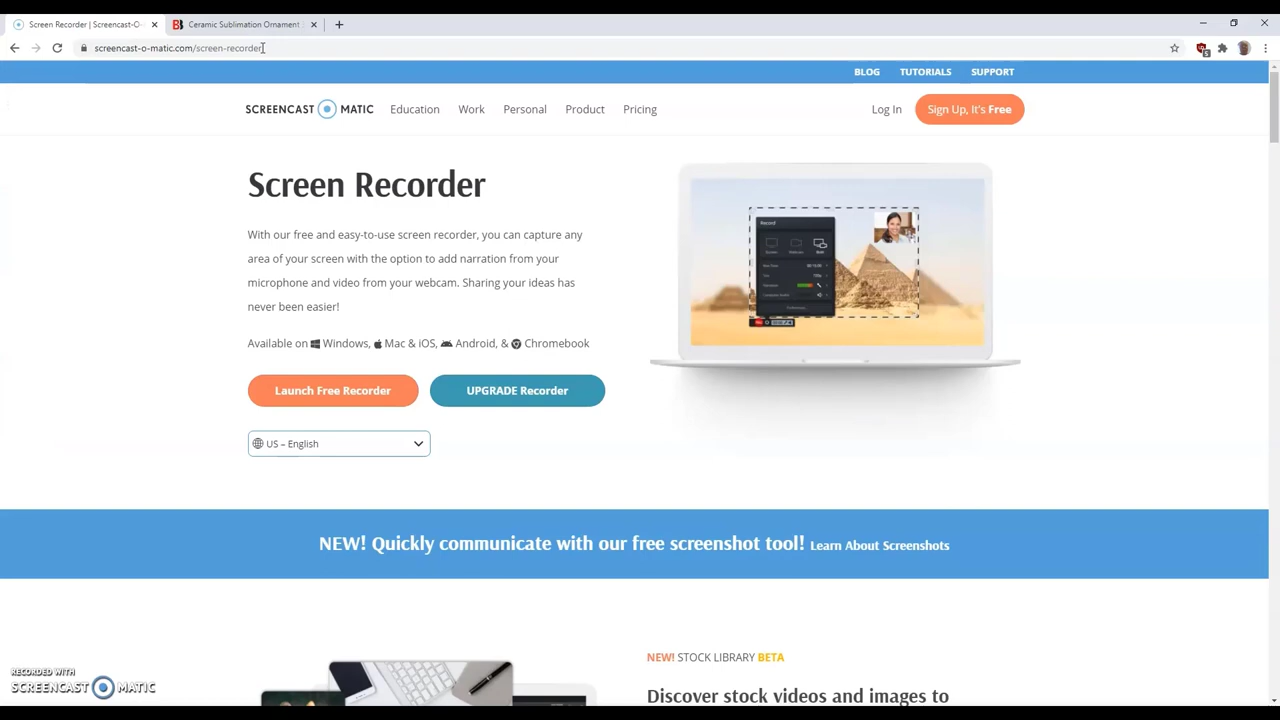 Screen Recorder | Screencast-O-
Ceramic Sublimation Ornament
screencast-o-matic.com/screen-recorder
5
BLOG TUTORIALS SUPPORT
SCREENCAST MATIC Education Work Personal Product Pricing Log In Sign Up, It's Free
Screen Recorder
With our free and easy-to-use screen recorder, you can capture any
area of your screen with the option to add narration from your
microphone and video from your webcam. Sharing your ideas has
never been easier!
Available on Windows, Mac & iOS, Android, & Chromebook
Launch Free Recorder UPGRADE Recorder
US – English
Record
NEW! Quickly communicate with our free screenshot tool! Learn About Screenshots
NEW! STOCK LIBRARY BETA
Discover stock videos and images to
RECORDED WITH
SCREENCAST MATIC